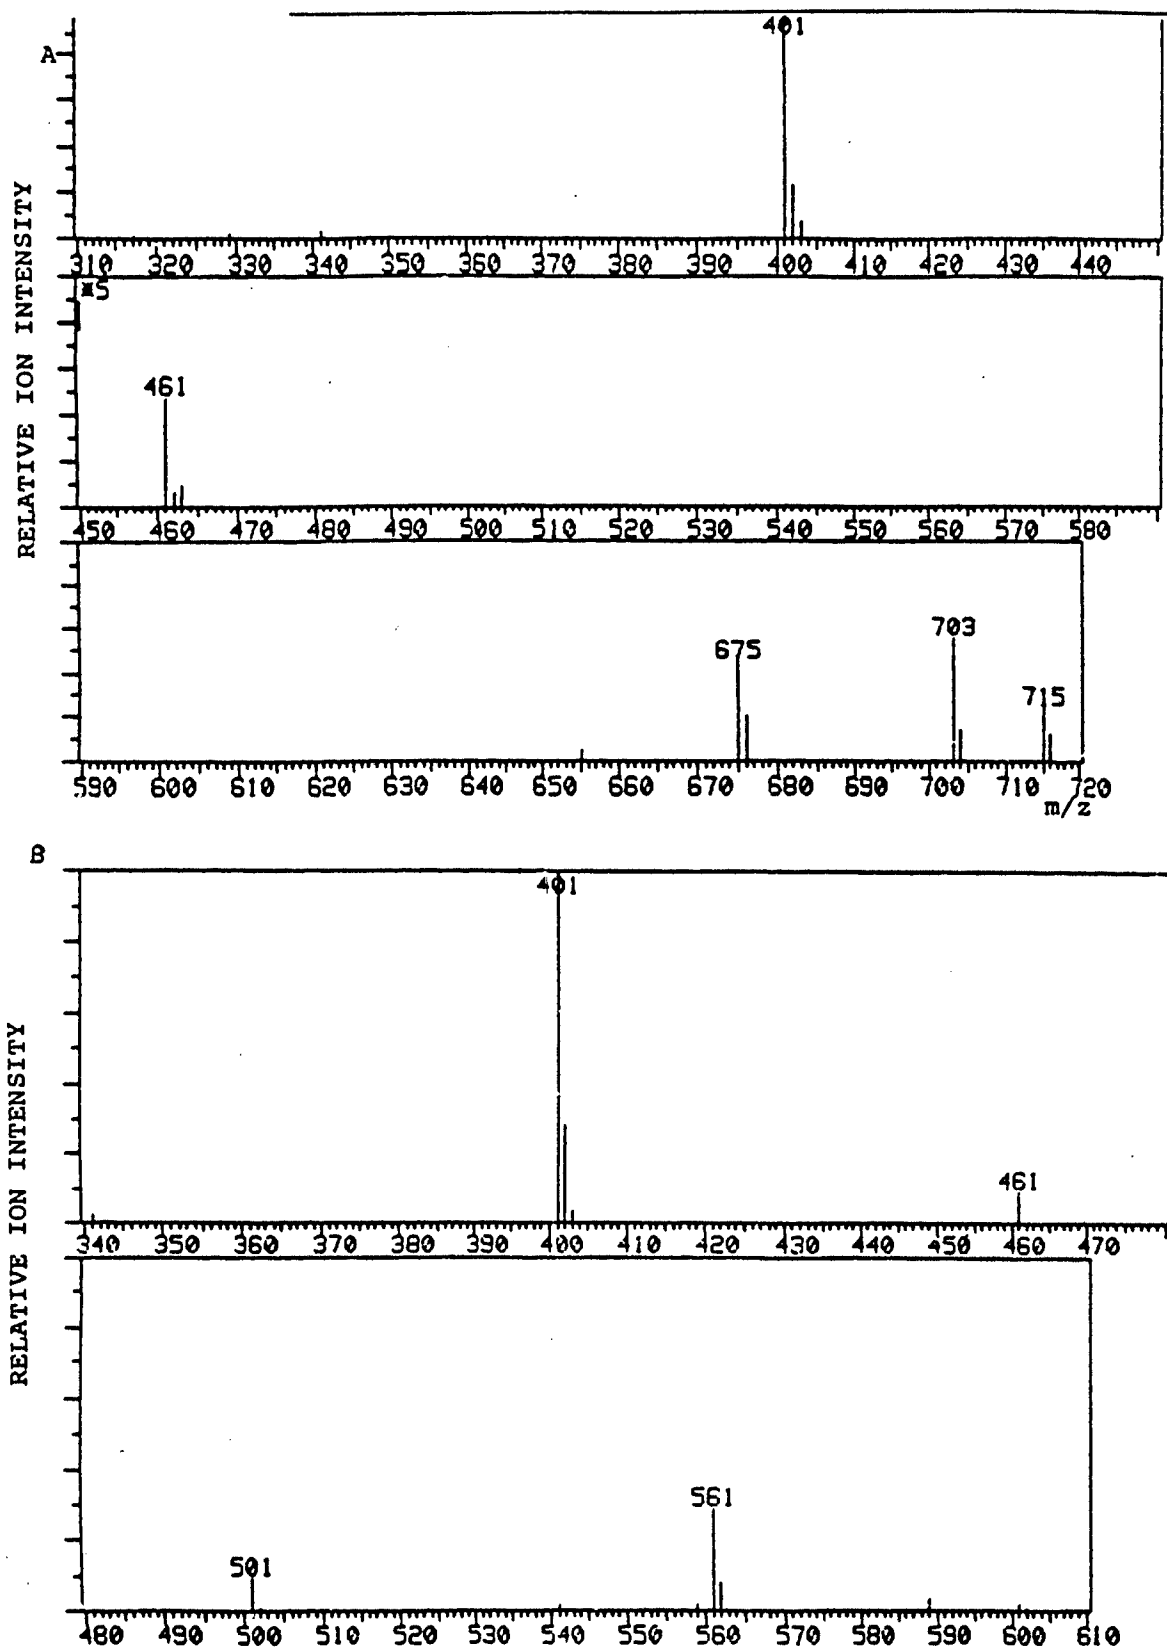 A
RELATIVE ION INTENSITY
401
310 320 330 340 350 360 370 380 390 400 410 420 430 440
*5
461
450 460 470 480 490 500 510 520 530 540 550 560 570 580
675
703
715
590 600 610 620 630 640 650 660 670 680 690 700 710 720
m/z
B
RELATIVE ION INTENSITY
401
461
340 350 360 370 380 390 400 410 420 430 440 450 460 470
RELATIVE ION INTENSITY
501
561
480 490 500 510 520 530 540 550 560 570 580 590 600 610